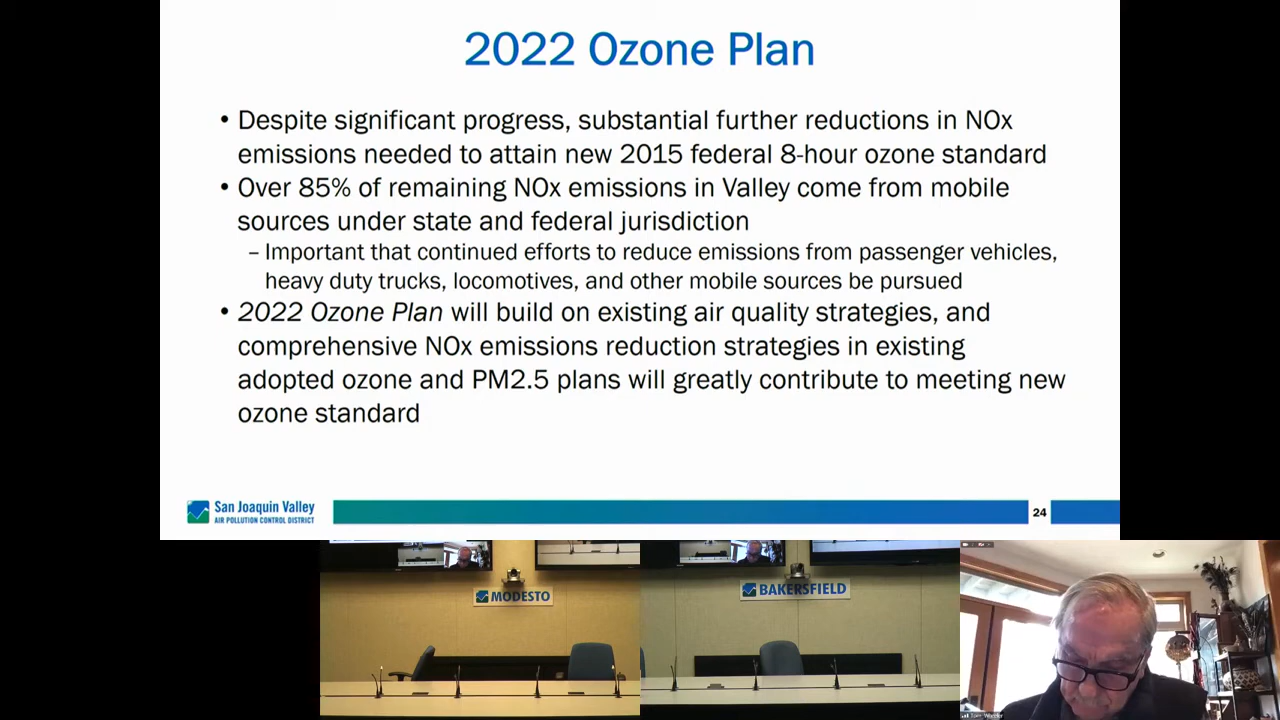 2022 Ozone Plan
• Despite significant progress, substantial further reductions in NOx
emissions needed to attain new 2015 federal 8-hour ozone standard
• Over 85% of remaining NOx emissions in Valley come from mobile
sources under state and federal jurisdiction
– Important that continued efforts to reduce emissions from passenger vehicles,
heavy duty trucks, locomotives, and other mobile sources be pursued
• 2022 Ozone Plan will build on existing air quality strategies, and
comprehensive NOx emissions reduction strategies in existing
adopted ozone and PM2.5 plans will greatly contribute to meeting new
ozone standard
San Joaquin Valley
AIR POLLUTION CONTROL DISTRICT
24
MODESTO
BAKERSFIELD
Tom Wheeler